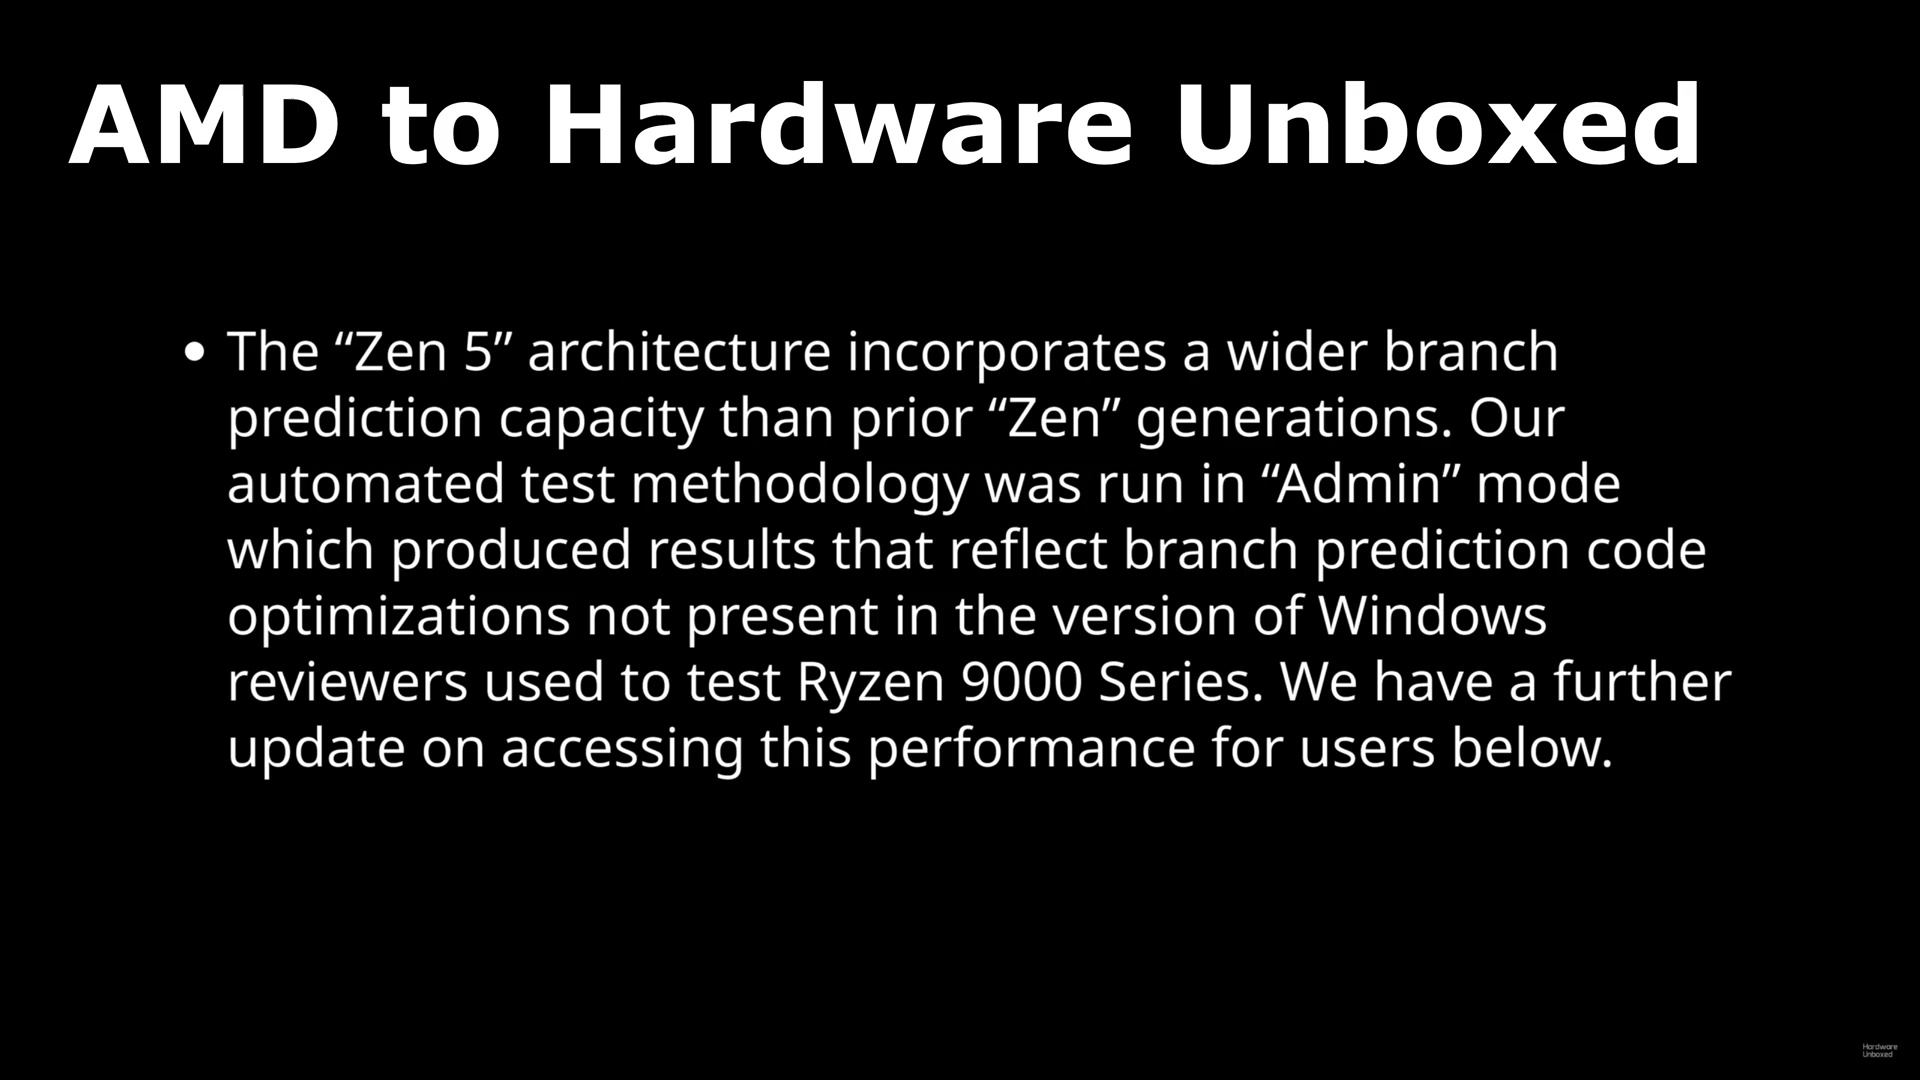 AMD to Hardware Unboxed
• The “Zen 5” architecture incorporates a wider branch
prediction capacity than prior “Zen” generations. Our
automated test methodology was run in “Admin” mode
which produced results that reflect branch prediction code
optimizations not present in the version of Windows
reviewers used to test Ryzen 9000 Series. We have a further
update on accessing this performance for users below.
Hardware
Unboxed